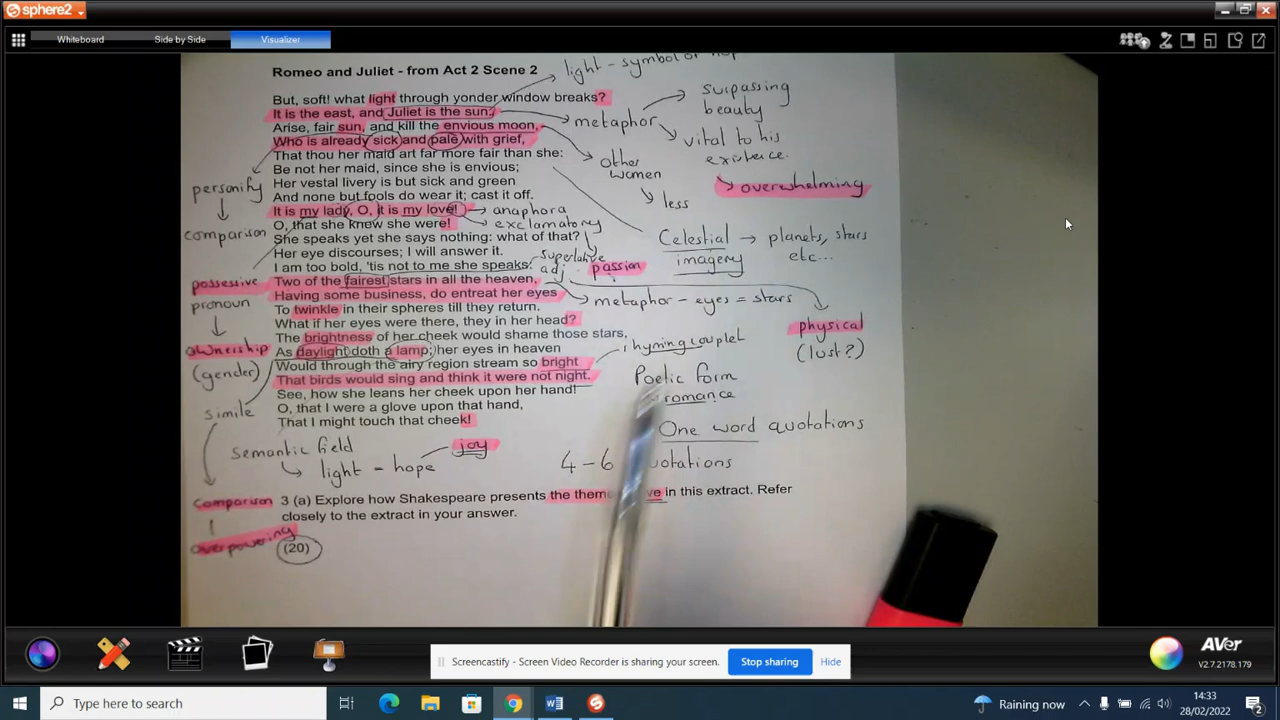 sphere2
Whiteboard
Side by Side
Visualizer
Romeo and Juliet - from Act 2 Scene 2
light - symbol of
But, soft! what light through yonder window breaks?
It is the east, and Juliet is the sun.
Arise, fair sun, and kill the envious moon,
Who is already sick and pale with grief,
That thou her maid art far more fair than she:
Be not her maid, since she is envious;
Her vestal livery is but sick and green
And none but fools do wear it; cast it off.
It is my lady, O, it is my love!
O, that she knew she were!
She speaks yet she says nothing: what of that?
Her eye discourses; I will answer it.
I am too bold, 'tis not to me she speaks:
Two of the fairest stars in all the heaven,
Having some business, do entreat her eyes
To twinkle in their spheres till they return.
What if her eyes were there, they in her head?
The brightness of her cheek would shame those stars,
As daylight doth a lamp; her eyes in heaven
Would through the airy region stream so bright
That birds would sing and think it were not night.
See, how she leans her cheek upon her hand!
O, that I were a glove upon that hand,
That I might touch that cheek!
metaphor
surpassing
beauty
vital to his
existence.
overwhelming
other
women
less
anaphora
exclamatory
Celestial
imagery
planets, stars
etc...
superlative
adj.
passion
metaphor - eyes = stars
physical
(lust?)
rhyming couplet
Poetic form
romance
One word quotations
4-6 quotations
personify
comparison
possessive
pronoun
ownership
(gender)
simile
comparison
overpowering
semantic field
light = hope
joy
3 (a) Explore how Shakespeare presents the theme in this extract. Refer
closely to the extract in your answer.
(20)
AVer
V2.7.2178.179
Screencastify - Screen Video Recorder is sharing your screen.
Stop sharing
Hide
Type here to search
Raining now
14:33
28/02/2022
2